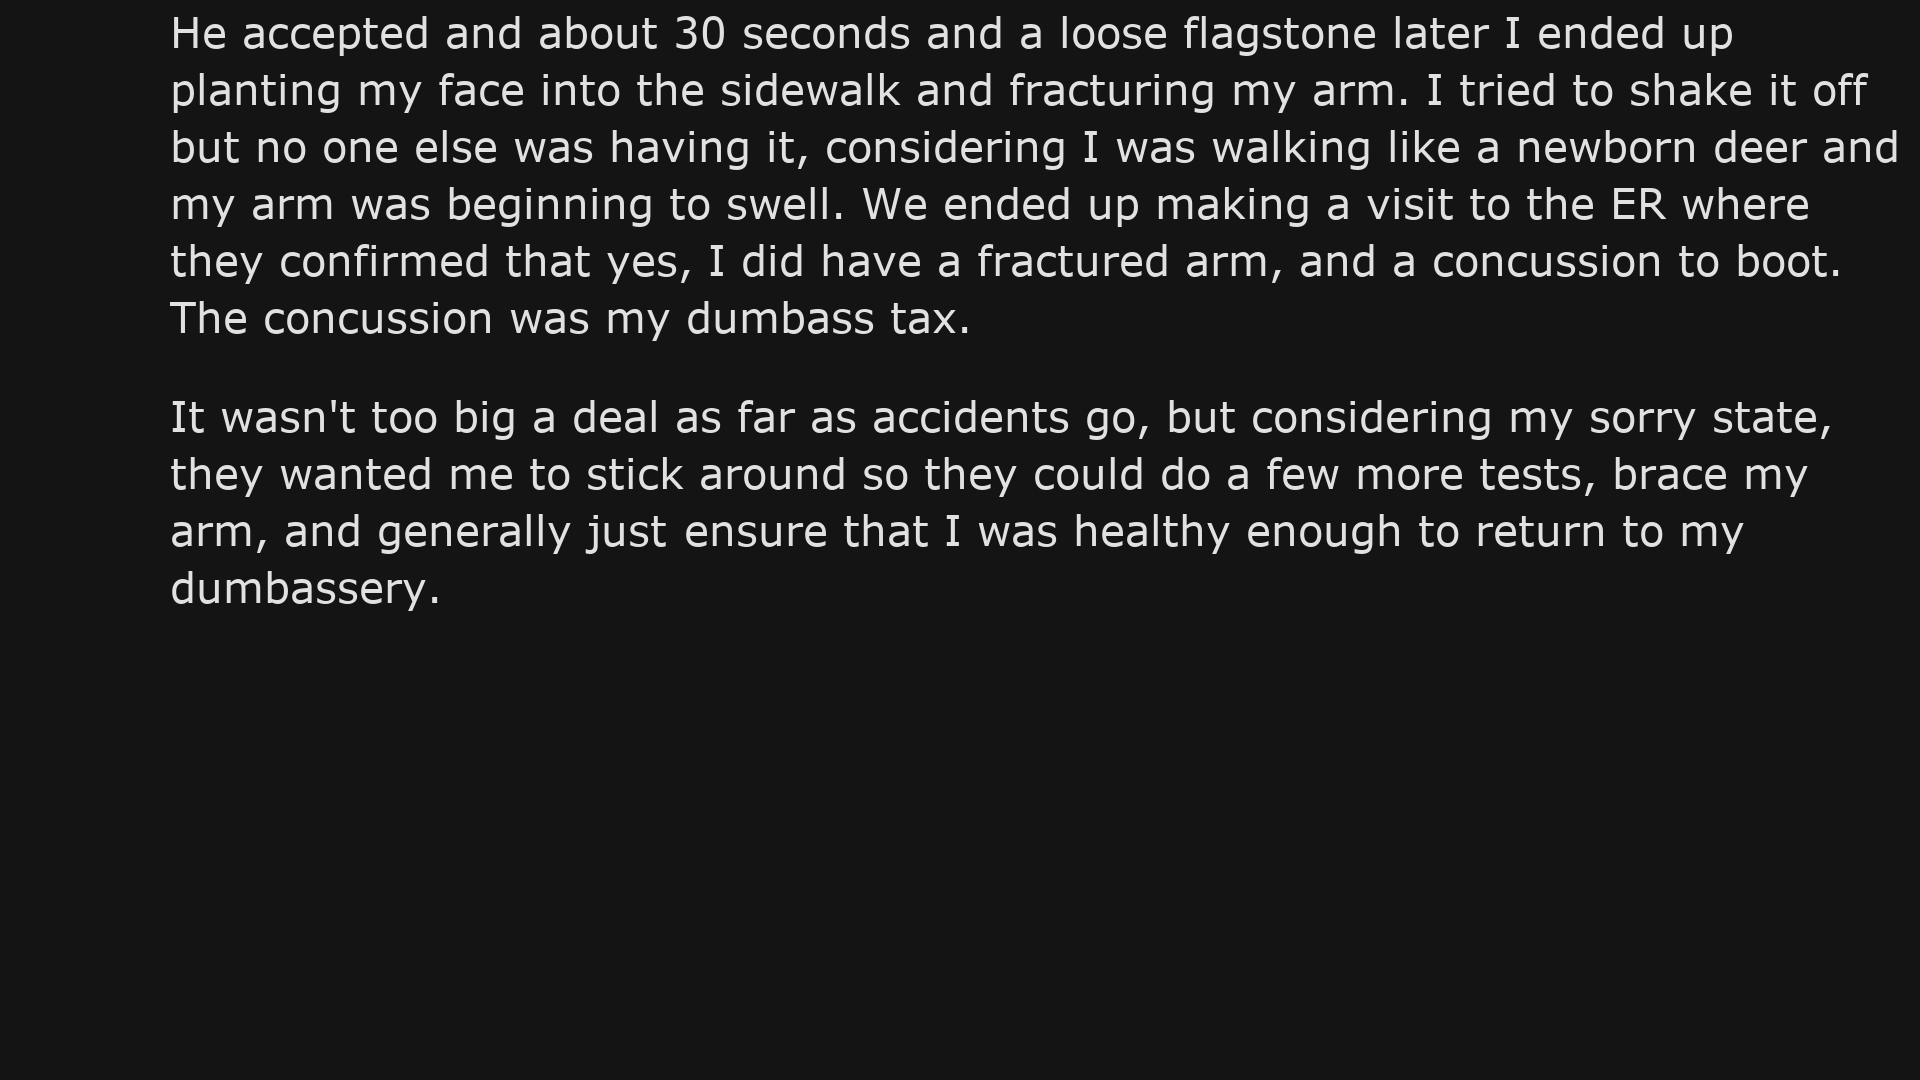 He accepted and about 30 seconds and a loose flagstone later I ended up
planting my face into the sidewalk and fracturing my arm. I tried to shake it off
but no one else was having it, considering I was walking like a newborn deer and
my arm was beginning to swell. We ended up making a visit to the ER where
they confirmed that yes, I did have a fractured arm, and a concussion to boot.
The concussion was my dumbass tax.
It wasn't too big a deal as far as accidents go, but considering my sorry state,
they wanted me to stick around so they could do a few more tests, brace my
arm, and generally just ensure that I was healthy enough to return to my
dumbassery.